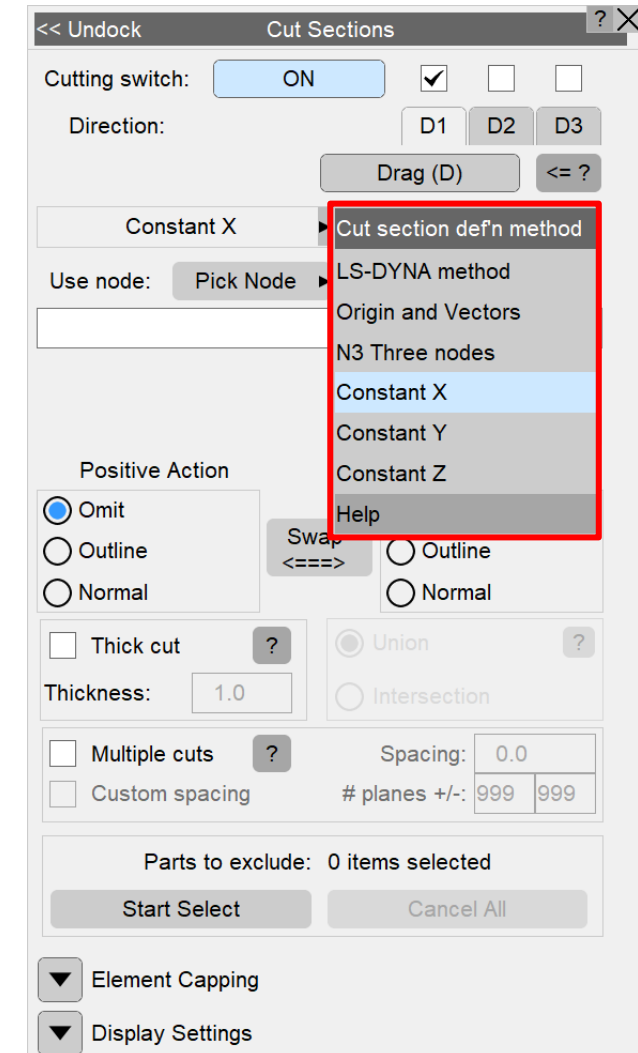 << Undock Cut Sections ? X
Cutting switch: ON
Direction: D1 D2 D3
Drag (D) <= ?
Constant X
Cut section def'n method
Use node: Pick Node
LS-DYNA method
Origin and Vectors
N3 Three nodes
Constant X
Constant Y
Constant Z
Help
Positive Action
Omit
Outline
Normal
Swap
<===>
Outline
Normal
Thick cut ?
Thickness: 1.0
Union ?
Intersection
Multiple cuts ? Spacing: 0.0
Custom spacing # planes +/-: 999 999
Parts to exclude: 0 items selected
Start Select Cancel All
Element Capping
Display Settings